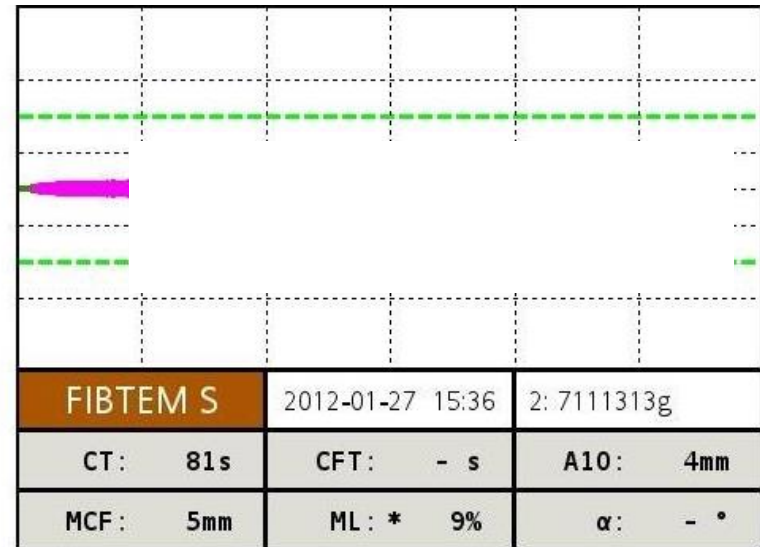 FIBTEM S 2012-01-27 15:36 2: 7111313g
CT: 81s CFT: - s A10: 4mm
MCF: 5mm ML: * 9% α: - °